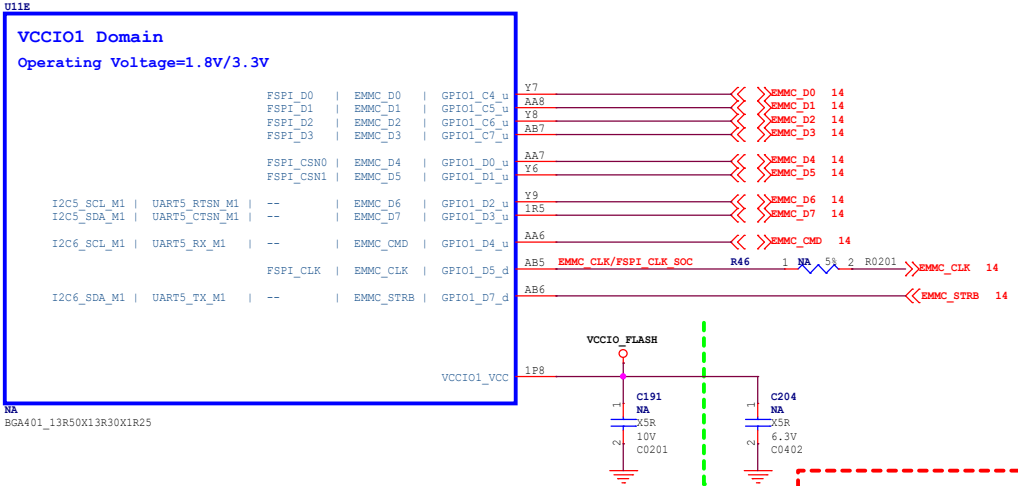 U11E
VCCIO1 Domain
Operating Voltage=1.8V/3.3V
FSPI_D0 | EMMC_D0 | GPIO1_C4_u Y7 EMMC_D0 14
FSPI_D1 | EMMC_D1 | GPIO1_C5_u AA8 EMMC_D1 14
FSPI_D2 | EMMC_D2 | GPIO1_C6_u Y8 EMMC_D2 14
FSPI_D3 | EMMC_D3 | GPIO1_C7_u AB7 EMMC_D3 14
FSPI_CSN0 | EMMC_D4 | GPIO1_D0_u AA7 EMMC_D4 14
FSPI_CSN1 | EMMC_D5 | GPIO1_D1_u Y6 EMMC_D5 14
I2C5_SCL_M1 | UART5_RTSN_M1 | -- | EMMC_D6 | GPIO1_D2_u Y9 EMMC_D6 14
I2C5_SDA_M1 | UART5_CTSN_M1 | -- | EMMC_D7 | GPIO1_D3_u 1R5 EMMC_D7 14
I2C6_SCL_M1 | UART5_RX_M1 | -- | EMMC_CMD | GPIO1_D4_u AA6 EMMC_CMD 14
FSPI_CLK | EMMC_CLK | GPIO1_D5_d AB5 EMMC_CLK/FSPI_CLK_SOC R46 1 NA 5% 2 R0201 EMMC_CLK 14
I2C6_SDA_M1 | UART5_TX_M1 | -- | EMMC_STRB | GPIO1_D7_d AB6 EMMC_STRB 14
VCCIO_FLASH
VCCIO1_VCC 1P8
NA
BGA401_13R50X13R30X1R25
1
C191
NA
X5R
10V
2
C0201
1
C204
NA
X5R
6.3V
2
C0402